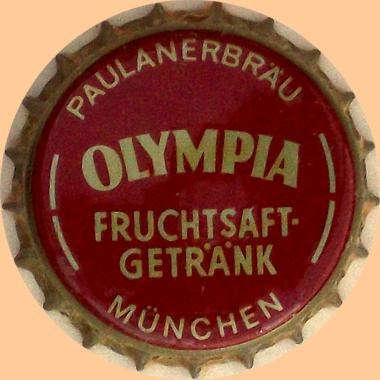 PAULANERBRÄU
OLYMPIA
FRUCHTSAFT-
GETRÄNK
MÜNCHEN